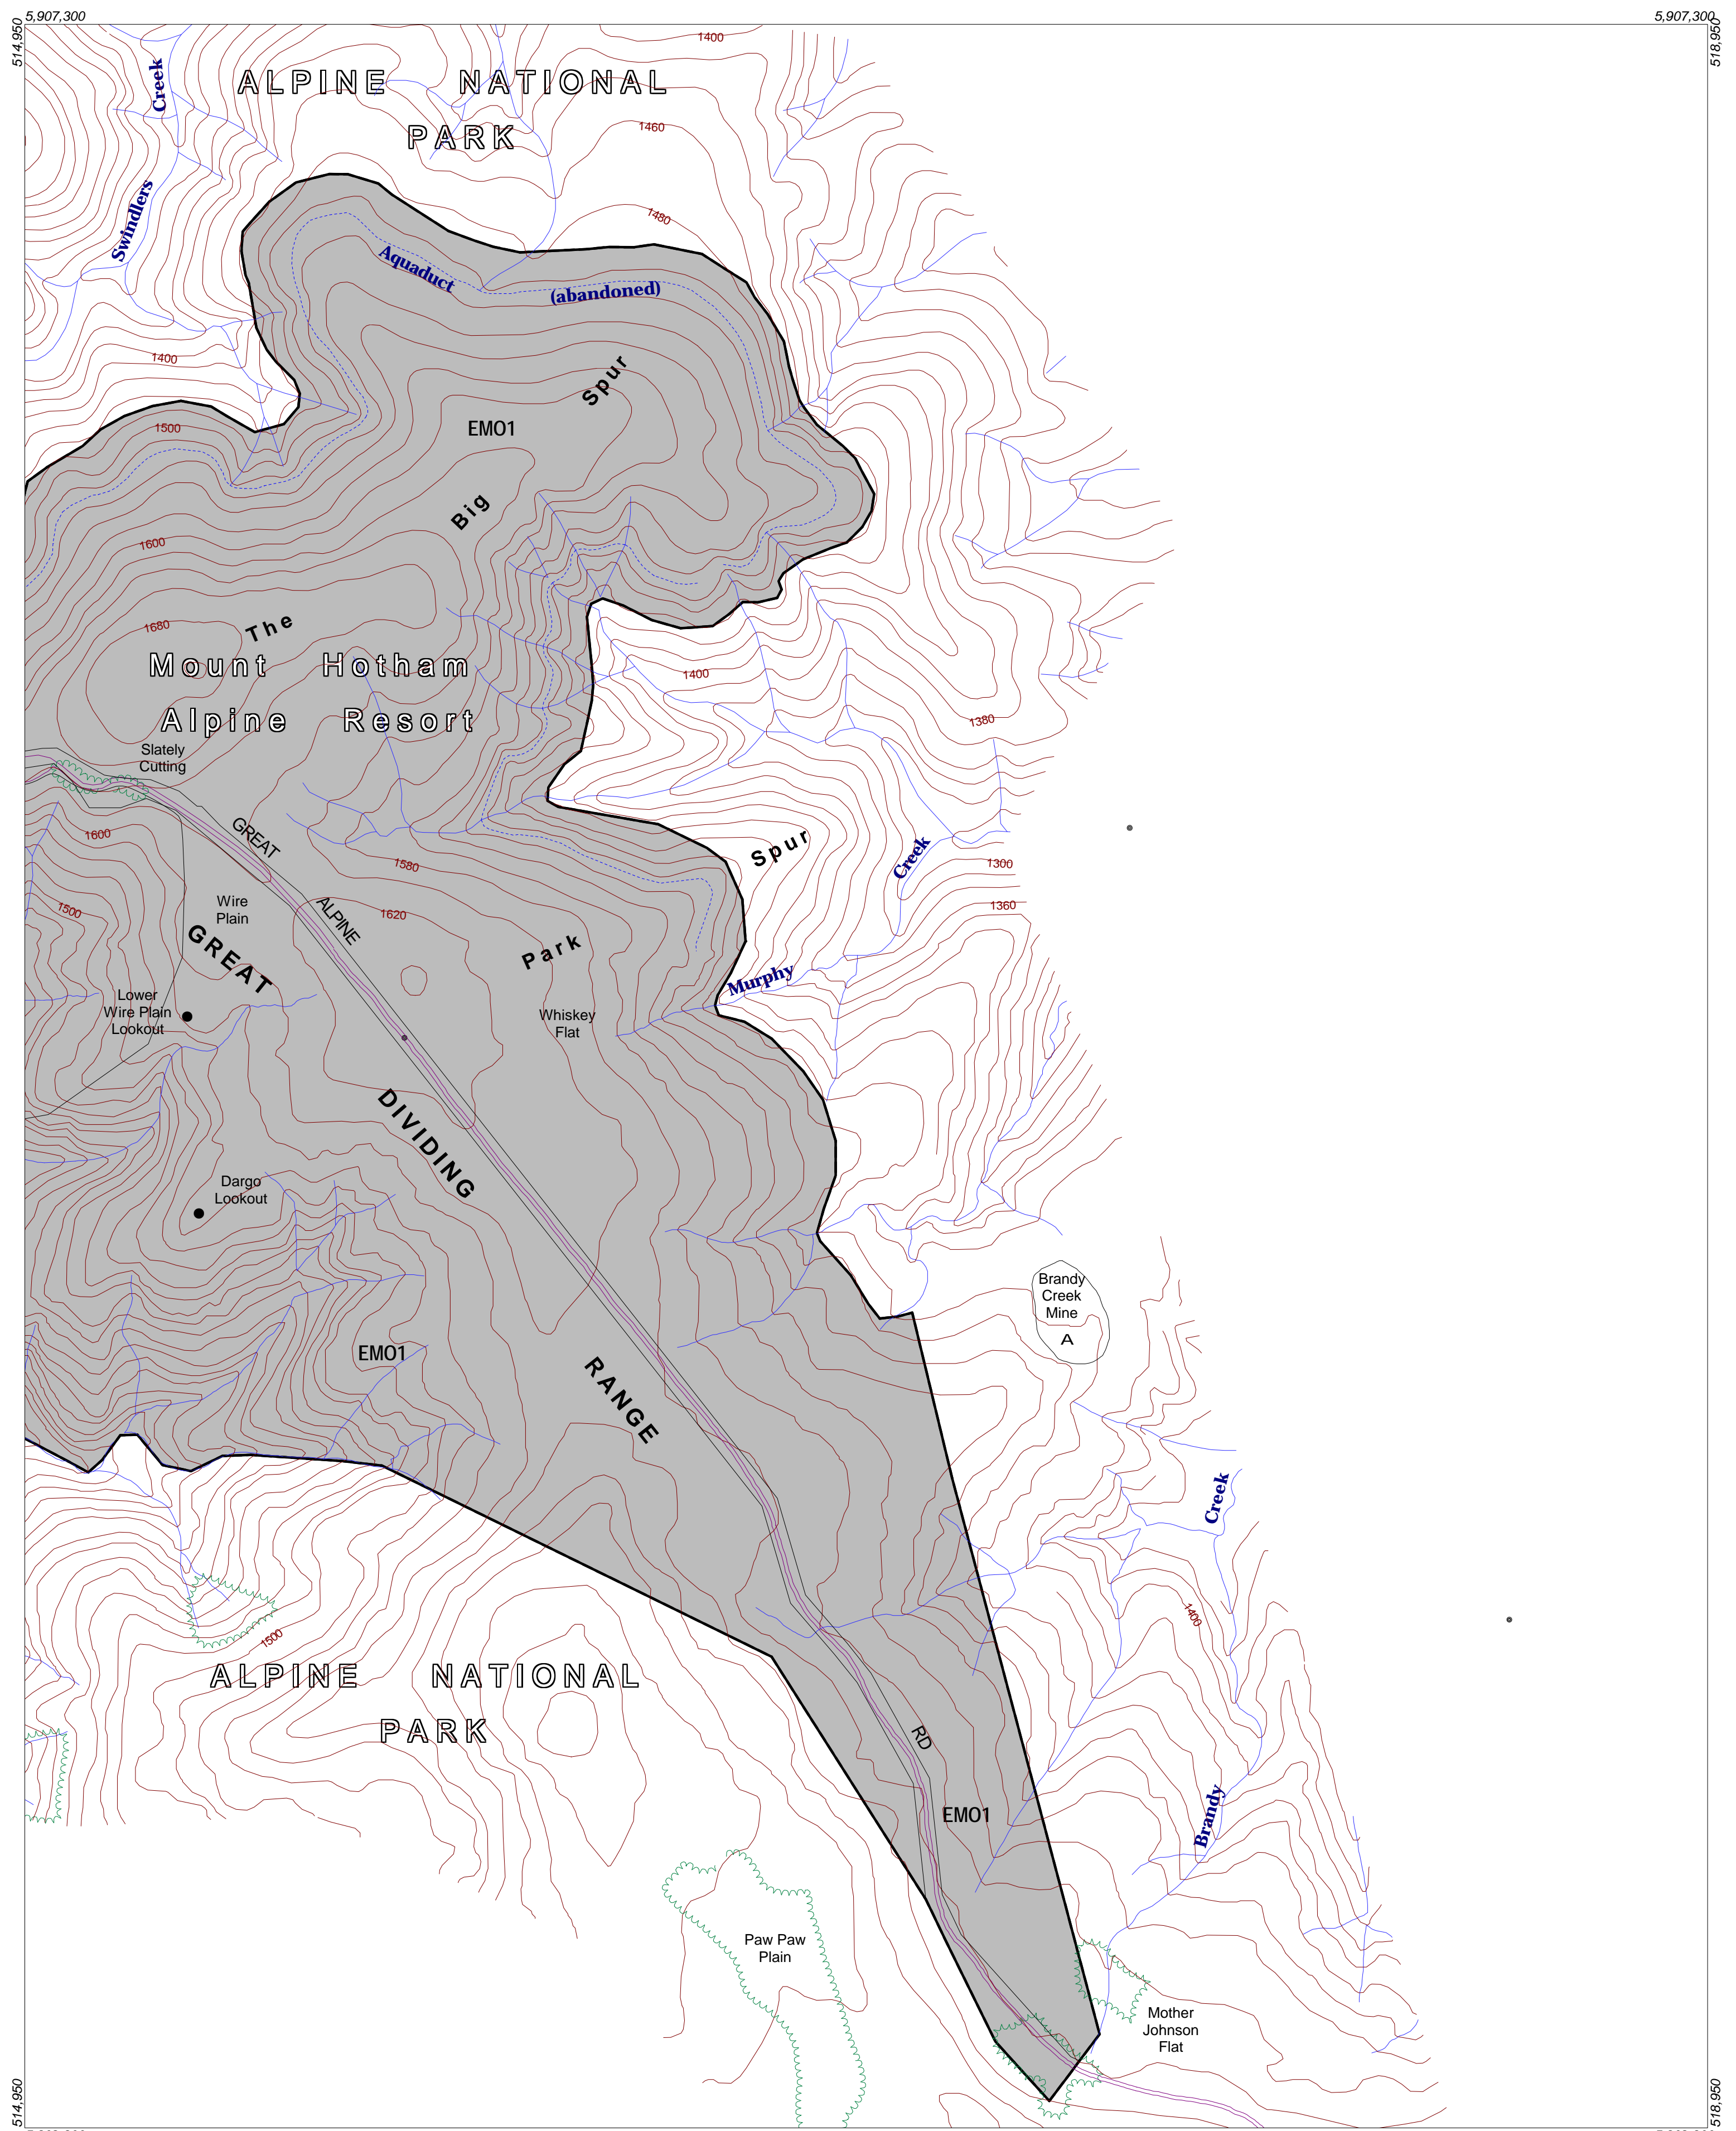 5,907,300
5,907,300
514,950
518,950
1400
Creek
ALPINE NATIONAL
PARK
1460
Swindlers
1480
Aquaduct
(abandoned)
1400
Spur
1500
EMO1
Big
1600
1680
The
Mount Hotham
Alpine Resort
1400
1380
Slately
Cutting
GREAT
1600
Spur
Creek
1300
1580
1500
Wire
Plain
ALPINE
1620
1360
GREAT
Park
Murphy
Lower
Wire Plain
Lookout
Whiskey
Flat
DIVIDING
Dargo
Lookout
Brandy
Creek
Mine
A
EMO1
RANGE
Creek
1400
1500
ALPINE NATIONAL
PARK
RD
EMO1
Brandy
Paw Paw
Plain
Mother
Johnson
Flat
514,950
518,950